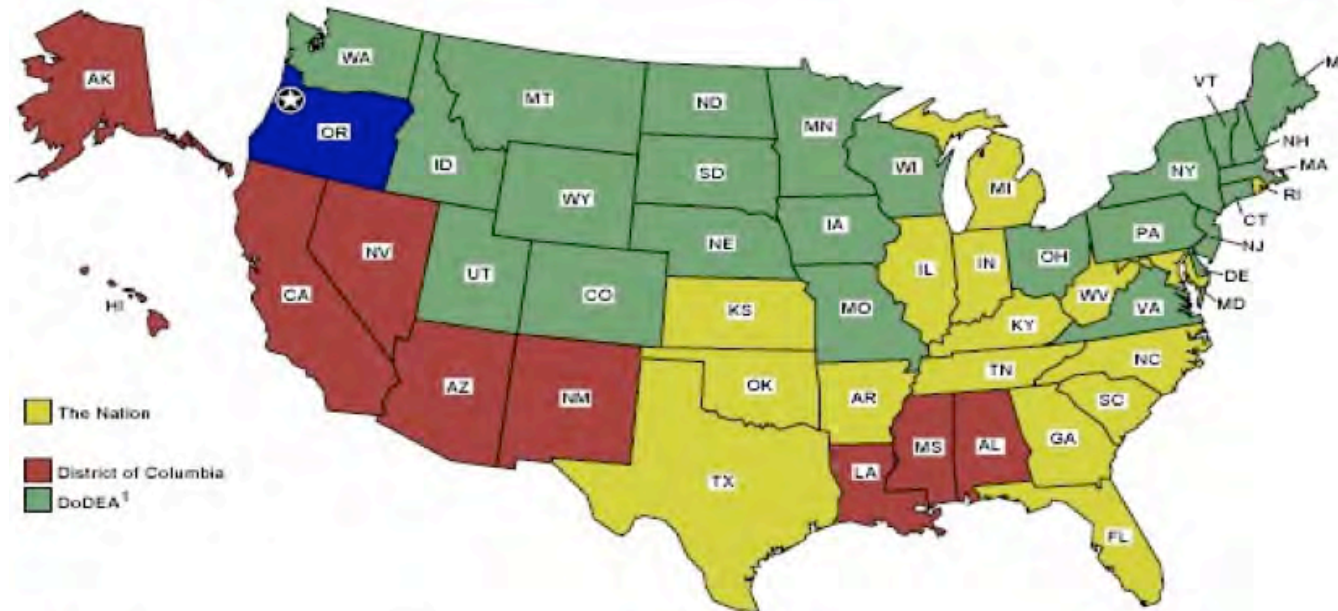 WA
AK
MT
ND
VT
M
OR
MN
ID
NH
SD
WI
NY
MA
MI
WY
RI
IA
CT
PA
NE
NJ
NV
OH
IL
IN
UT
DE
CA
CO
WV
HI
MD
KS
MO
VA
KY
NC
TN
OK
AZ
NM
AR
SC
The Nation
GA
MS
AL
District of Columbia
LA
TX
DoDEA¹
FL